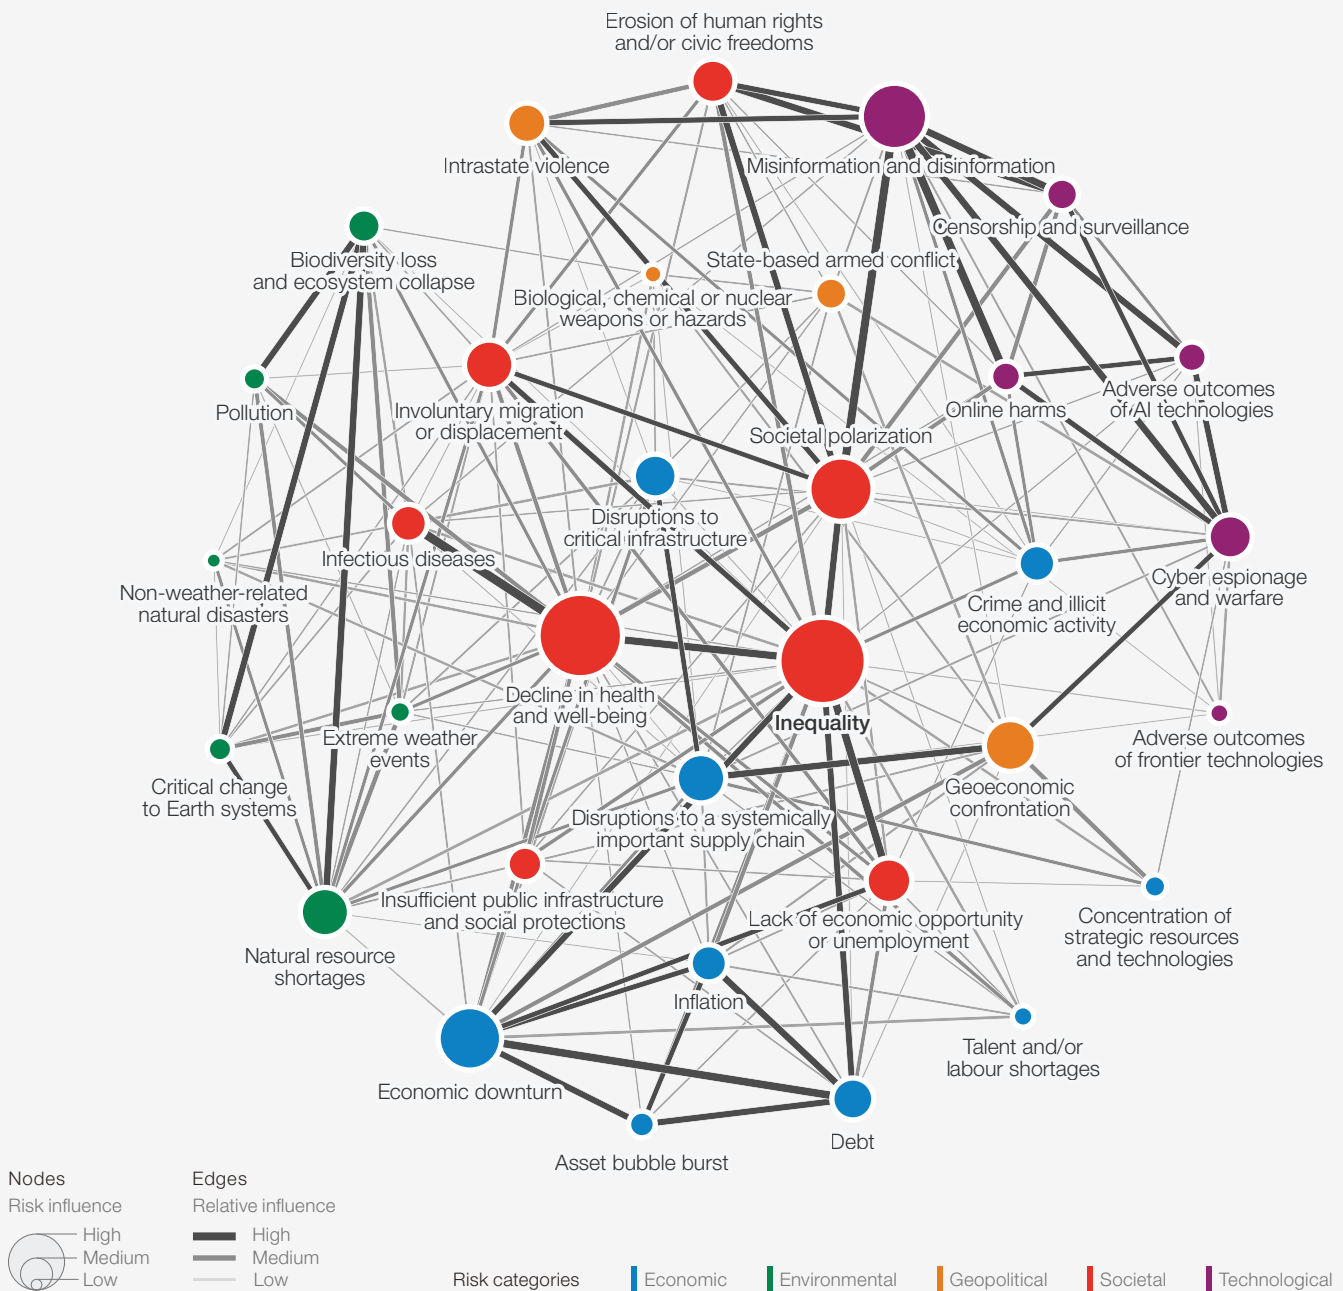 Erosion of human rights
and/or civic freedoms
Intrastate violence
Misinformation and disinformation
Censorship and surveillance
Biodiversity loss
and ecosystem collapse
State-based armed conflict
Biological, chemical or nuclear
weapons or hazards
Pollution
Involuntary migration
or displacement
Online harms
Adverse outcomes
of AI technologies
Societal polarization
Disruptions to
critical infrastructure
Infectious diseases
Non-weather-related
natural disasters
Crime and illicit
economic activity
Cyber espionage
and warfare
Decline in health
and well-being
Inequality
Extreme weather
events
Adverse outcomes
of frontier technologies
Critical change
to Earth systems
Geoeconomic
confrontation
Disruptions to a systemically
important supply chain
Insufficient public infrastructure
and social protections
Lack of economic opportunity
or unemployment
Concentration of
strategic resources
and technologies
Natural resource
shortages
Inflation
Talent and/or
labour shortages
Economic downturn
Debt
Asset bubble burst
Nodes
Risk influence
High
Medium
Low
Edges
Relative influence
High
Medium
Low
Risk categories
Economic
Environmental
Geopolitical
Societal
Technological